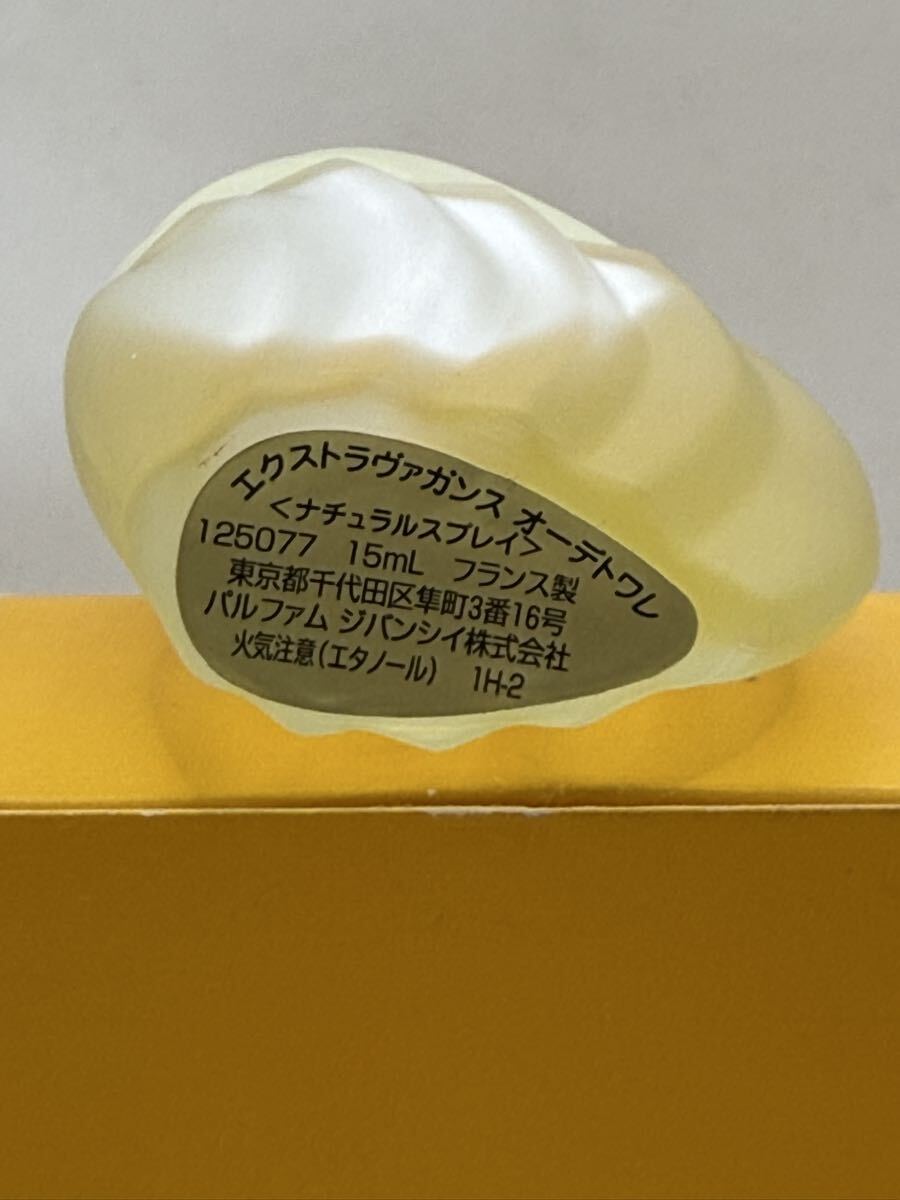 エクストラヴァガンス オーデトワレ
<ナチュラルスプレイ>
125077 15mL フランス製
東京都千代田区隼町3番16号
パルファム ジバンシイ株式会社
火気注意(エタノール) 1H-2